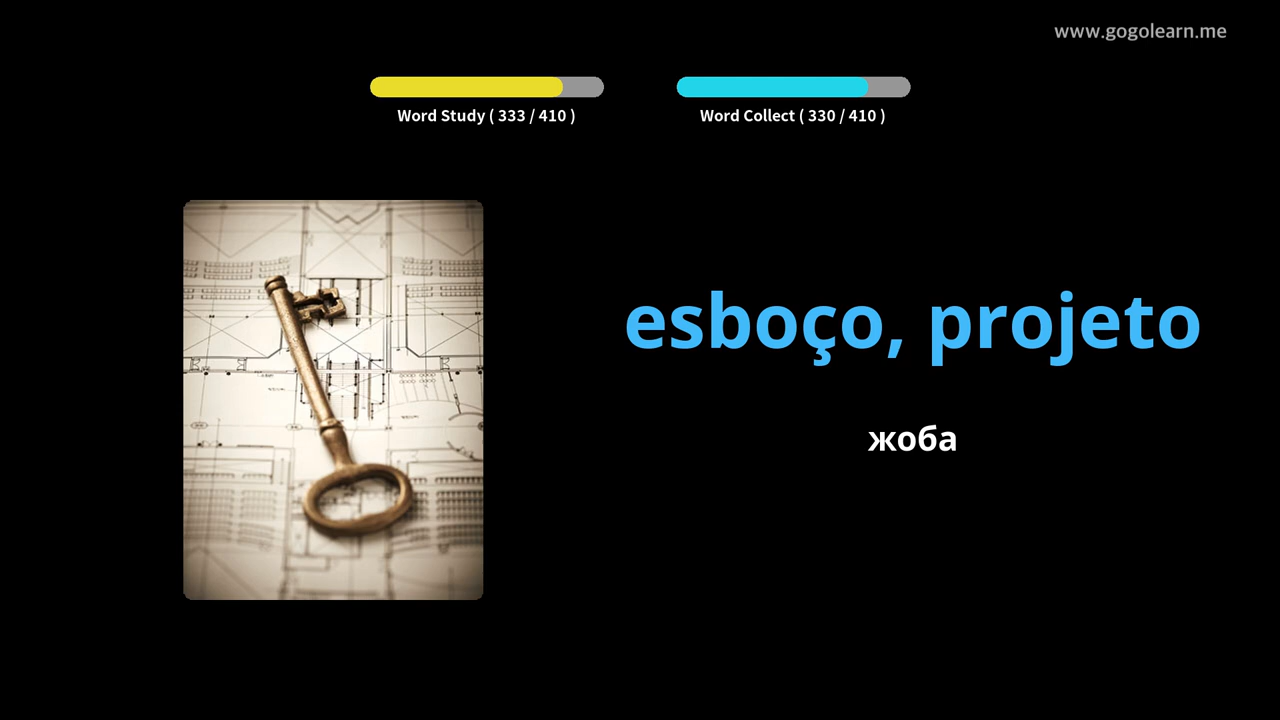 www.gogolearn.me
Word Study ( 333 / 410 )
Word Collect ( 330 / 410 )
esboço, projeto
жоба